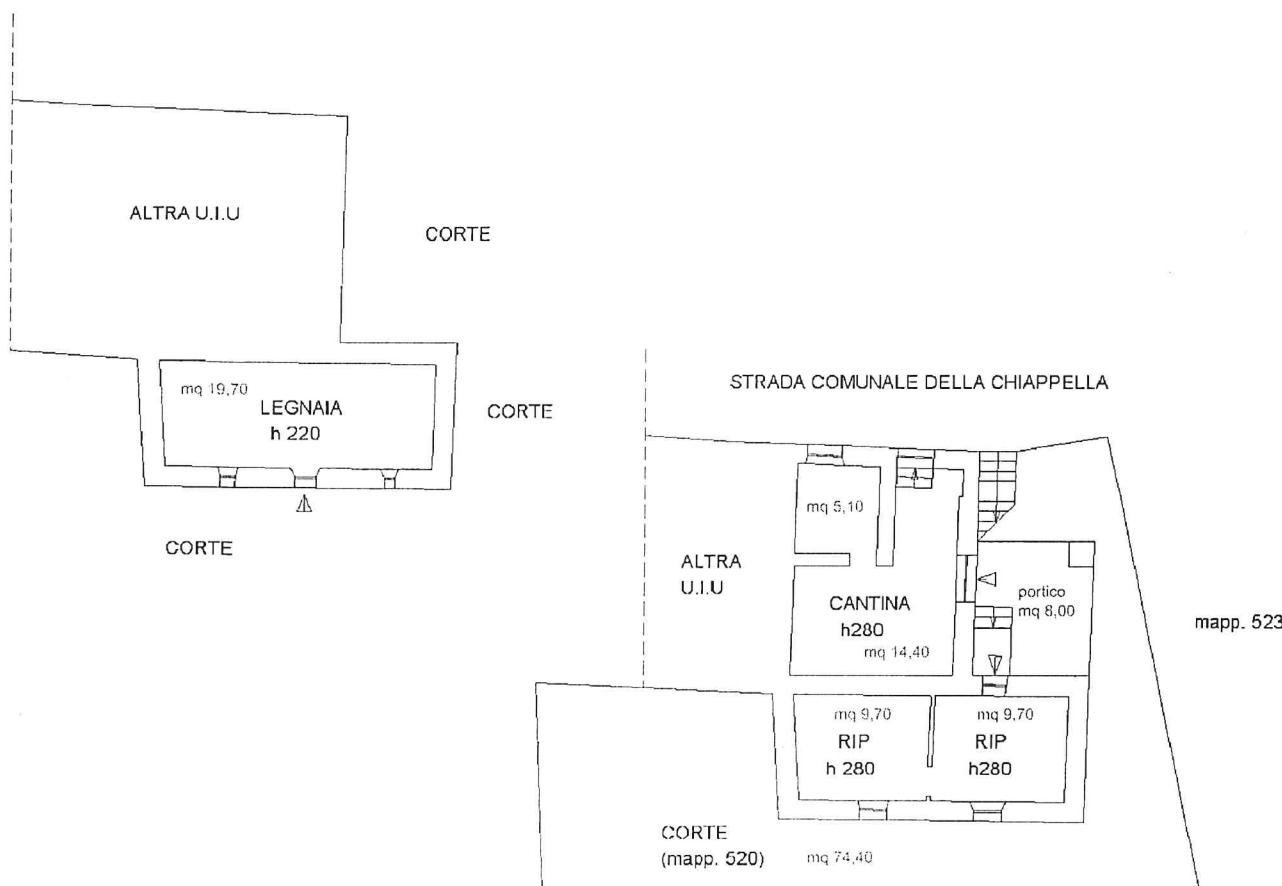 ALTRA U.I.U
CORTE
mq 19,70
LEGNAIA
h 220
CORTE
CORTE
STRADA COMUNALE DELLA CHIAPPELLA
mq 5,10
ALTRA
U.I.U
CANTINA
h280
mq 14,40
portico
mq 8,00
mapp. 523
mq 9,70
RIP
h 280
mq 9,70
RIP
h280
CORTE
(mapp. 520) mq 74,40